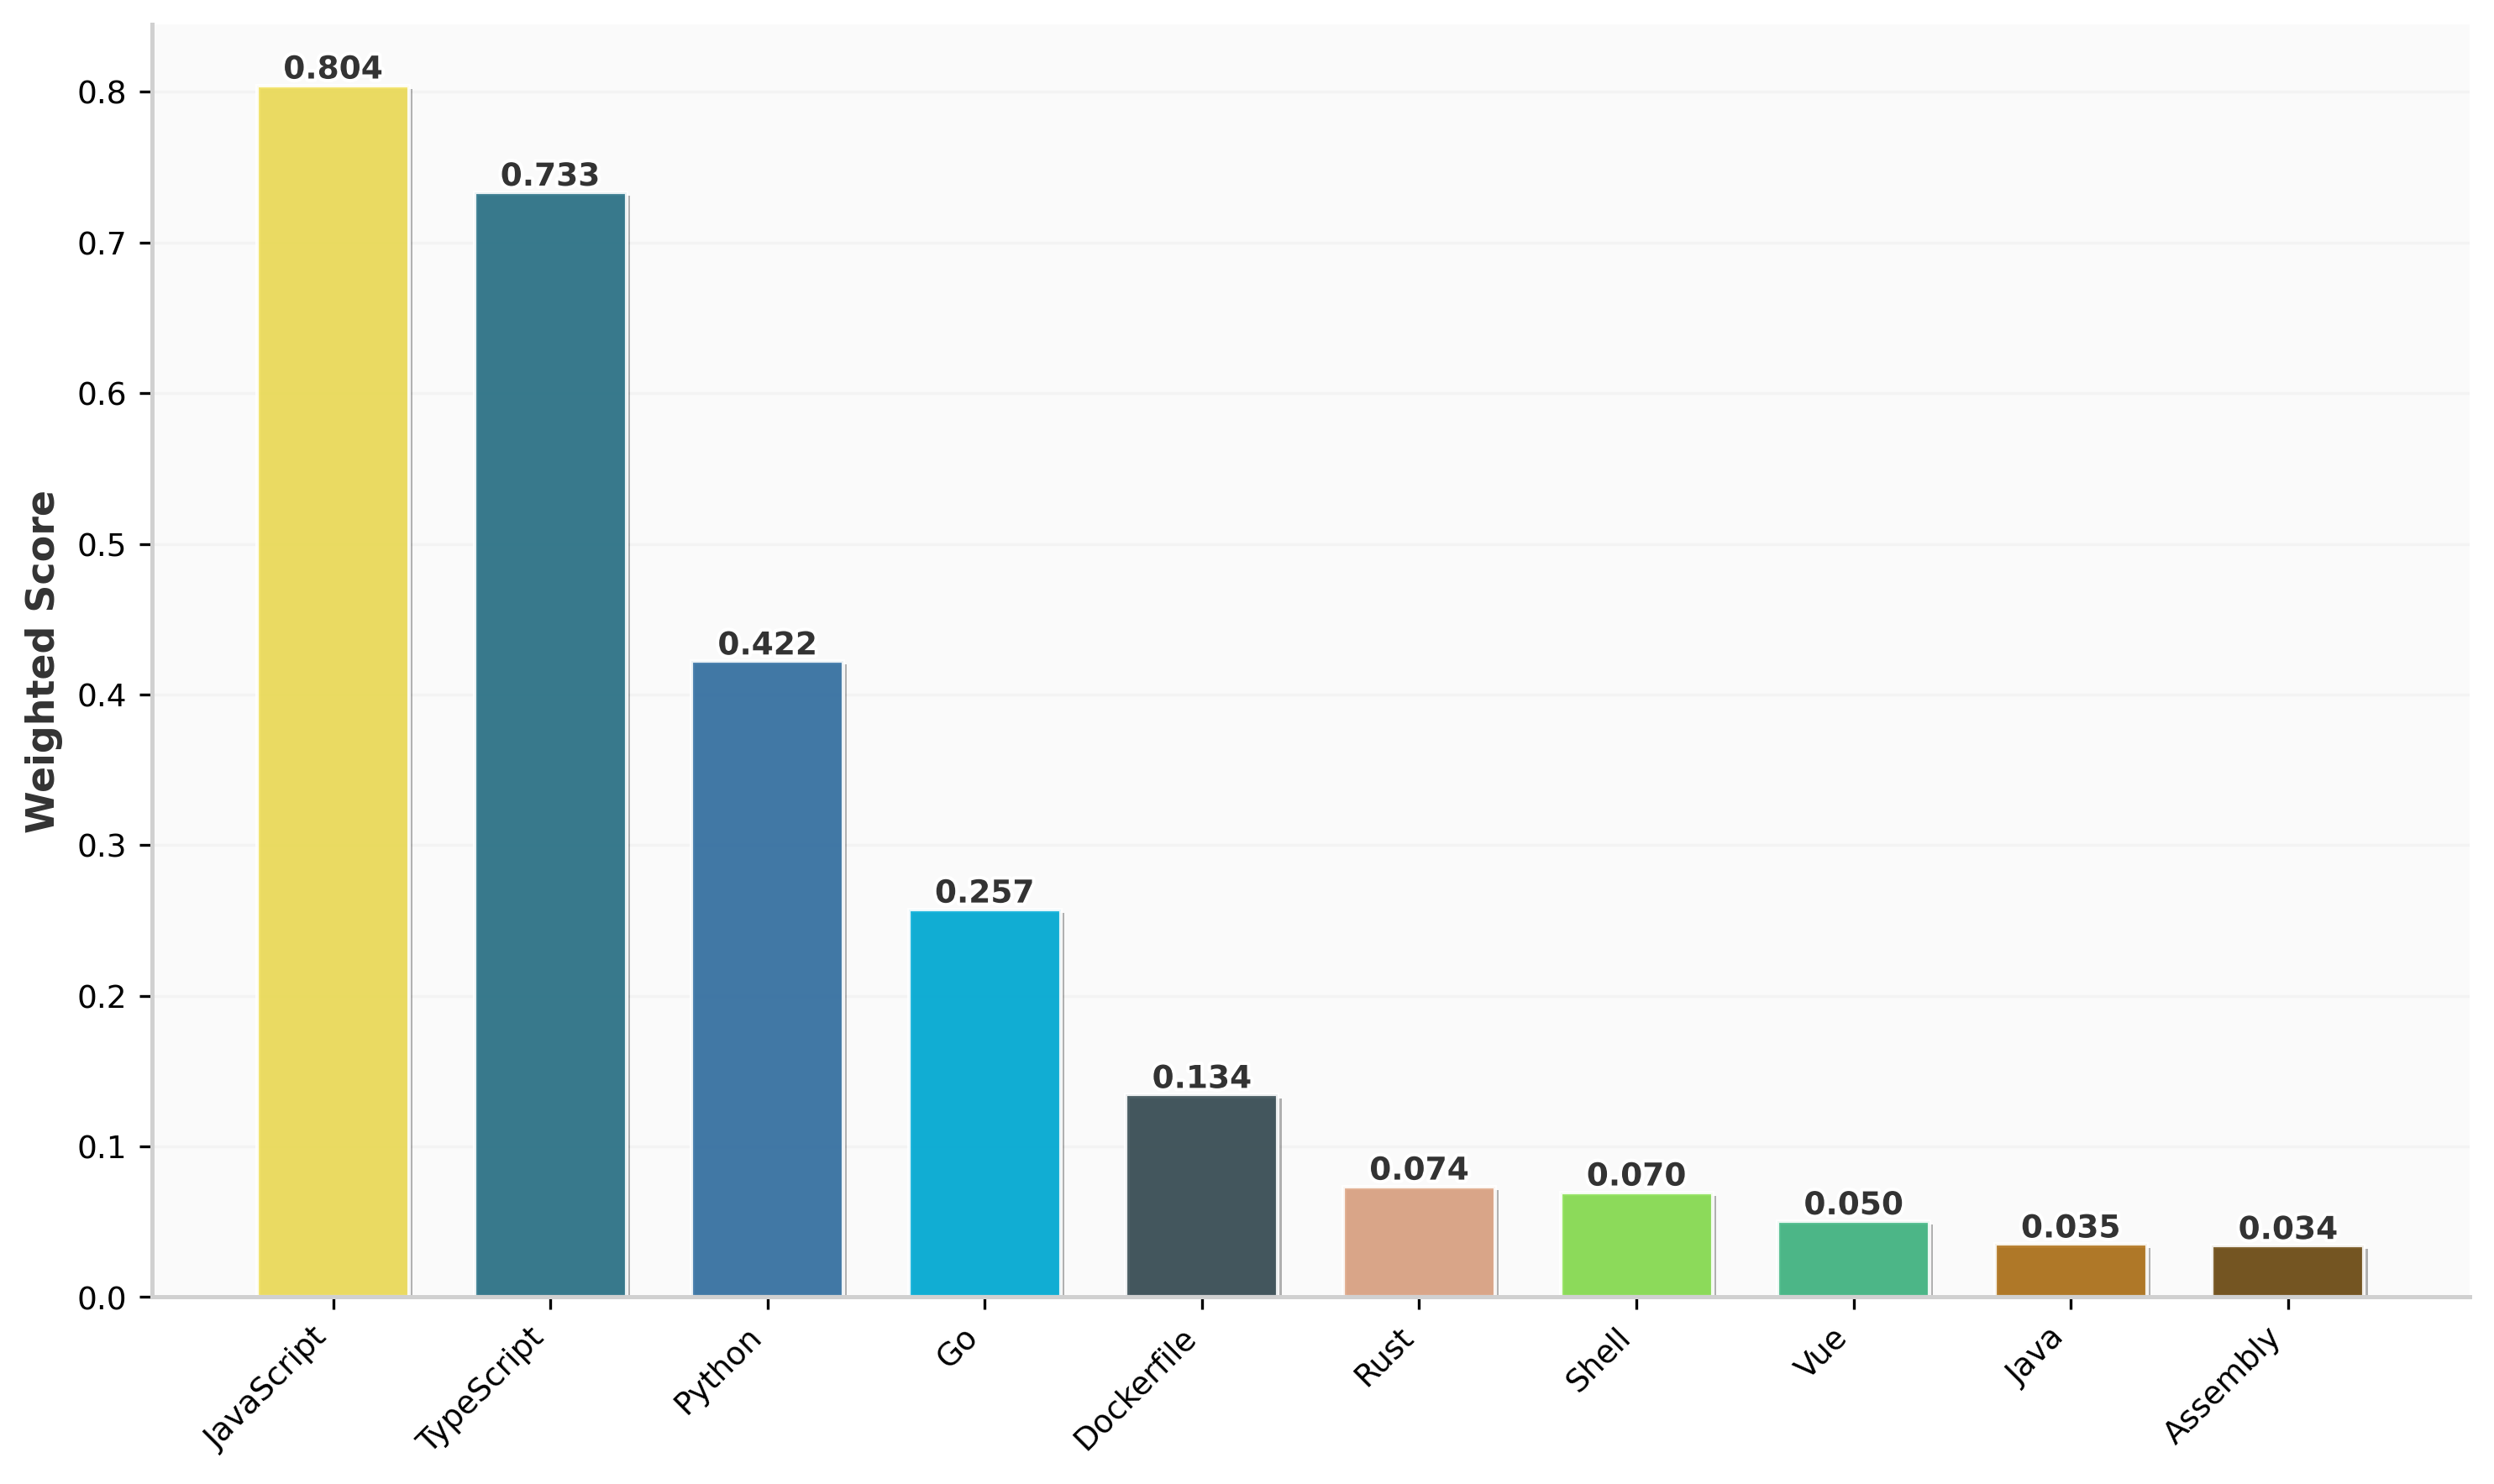 Weighted Score
0.8
0.7
0.6
0.5
0.4
0.3
0.2
0.1
0.0
0.804
0.733
0.422
0.257
0.134
0.074
0.070
0.050
0.035
0.034
JavaScript
TypeScript
Python
Go
Dockerfile
Rust
Shell
Vue
Java
Assembly